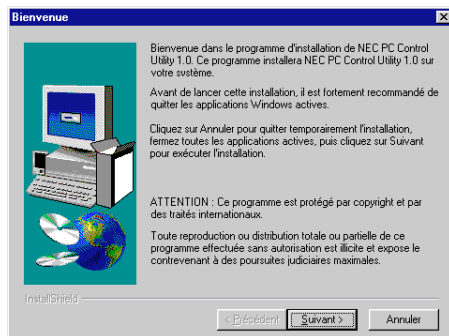 Bienvenue
Bienvenue dans le programme d'installation de NEC PC Control
Utility 1.0. Ce programme installera NEC PC Control Utility 1.0 sur
votre système.
Avant de lancer cette installation, il est fortement recommandé de
quitter les applications Windows actives.
Cliquez sur Annuler pour quitter temporairement l'installation,
fermez toutes les applications actives, puis cliquez sur Suivant
pour exécuter l'installation.
ATTENTION : Ce programme est protégé par copyright et par
des traités internationaux.
Toute reproduction ou distribution totale ou partielle de ce
programme effectuée sans autorisation est illicite et expose le
contrevenant à des poursuites judiciaires maximales.
InstallShield
< Précédent Suivant > Annuler